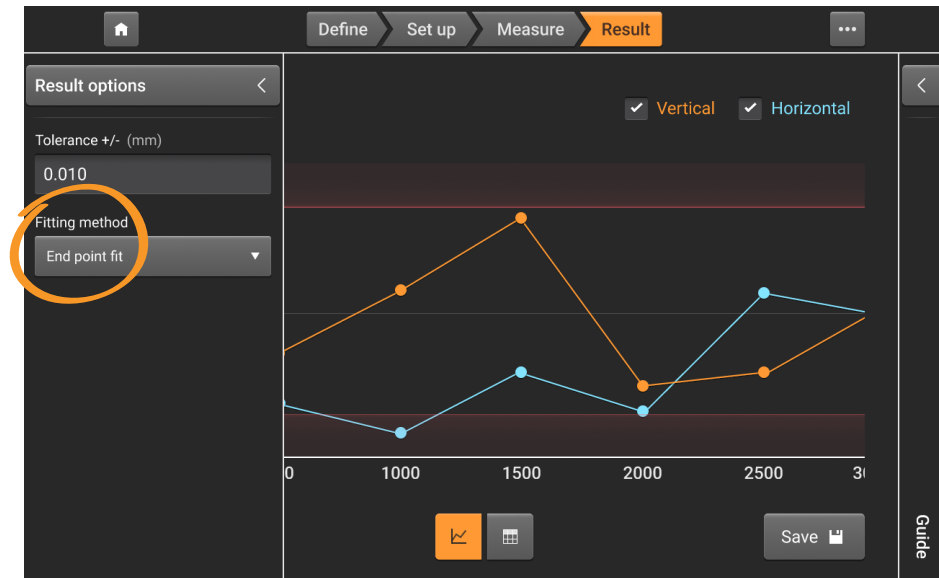 Define Set up Measure Result
Result options
Vertical Horizontal
Tolerance +/- (mm)
0.010
Fitting method
End point fit
0 1000 1500 2000 2500 30
Save
Guide